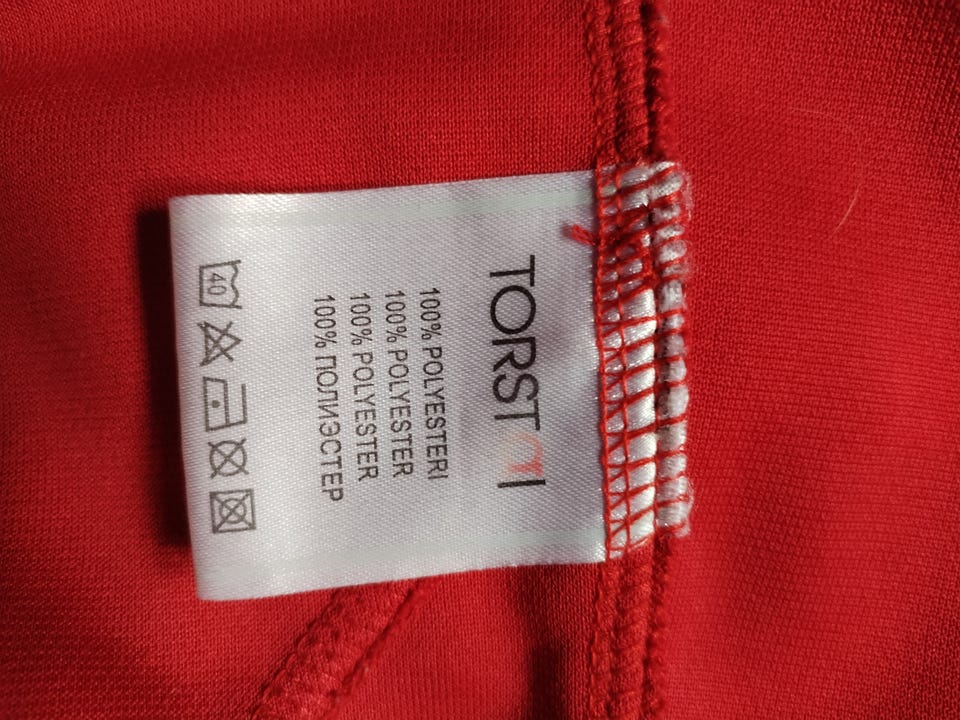 TORSTAI
100% POLYESTERI
100% POLYESTER
100% POLYESTER
100% ПОЛИЭСТЕР
40